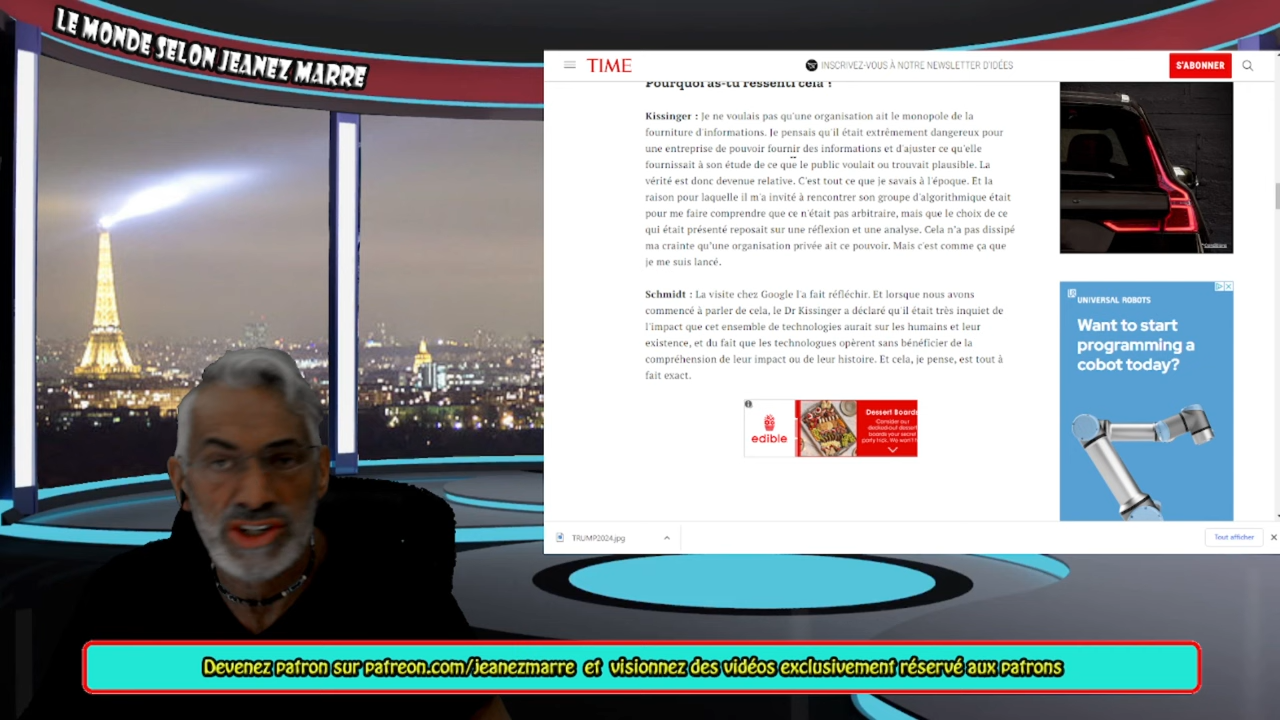 LE MONDE SELON JEANEZ MARRE
TIME
INSCRIVEZ-VOUS À NOTRE NEWSLETTER D'IDÉES
S'ABONNER
Pourquoi as-tu ressenti cela ?
Kissinger : Je ne voulais pas qu'une organisation ait le monopole de la
fourniture d'informations. Je pensais qu'il était extrêmement dangereux pour
une entreprise de pouvoir fournir des informations et d'ajuster ce qu'elle
fournissait à son étude de ce que le public voulait ou trouvait plausible. La
vérité est donc devenue relative. C'est tout ce que je savais à l'époque. Et la
raison pour laquelle il m'a invité à rencontrer son groupe d'algorithmique était
pour me faire comprendre que ce n'était pas arbitraire, mais que le choix de ce
qui était présenté reposait sur une réflexion et une analyse. Cela n'a pas dissipé
ma crainte qu'une organisation privée ait ce pouvoir. Mais c'est comme ça que
je me suis lancé.
Schmidt : La visite chez Google l'a fait réfléchir. Et lorsque nous avons
commencé à parler de cela, le Dr Kissinger a déclaré qu'il était très inquiet de
l'impact que cet ensemble de technologies aurait sur les humains et leur
existence, et du fait que les technologues opèrent sans bénéficier de la
compréhension de leur impact ou de leur histoire. Et cela, je pense, est tout à
fait exact.
edible
Dessert Boards
Consider our
decked-out dessert
boards your secret
party trick. We won't t
UNIVERSAL ROBOTS
Want to start
programming a
cobot today?
TRUMP2024.jpg
Tout afficher
Devenez patron sur patreon.com/jeanezmarre et visionnez des vidéos exclusivement réservé aux patrons